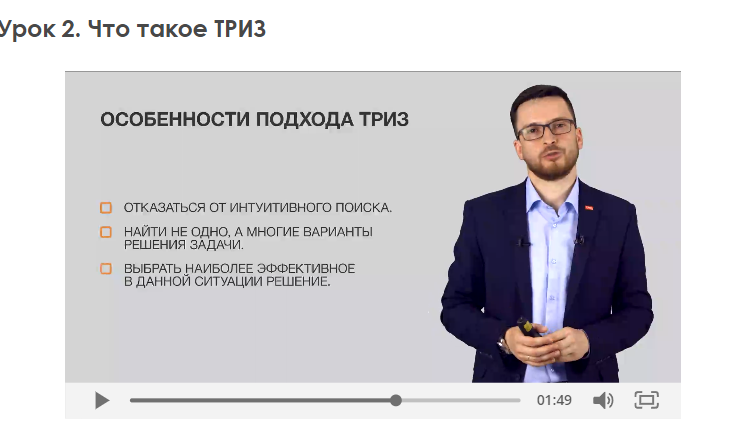 Урок 2. Что такое ТРИЗ
ОСОБЕННОСТИ ПОДХОДА ТРИЗ
ОТКАЗАТЬСЯ ОТ ИНТУИТИВНОГО ПОИСКА.
НАЙТИ НЕ ОДНО, А МНОГИЕ ВАРИАНТЫ
РЕШЕНИЯ ЗАДАЧИ.
ВЫБРАТЬ НАИБОЛЕЕ ЭФФЕКТИВНОЕ
В ДАННОЙ СИТУАЦИИ РЕШЕНИЕ.
01:49